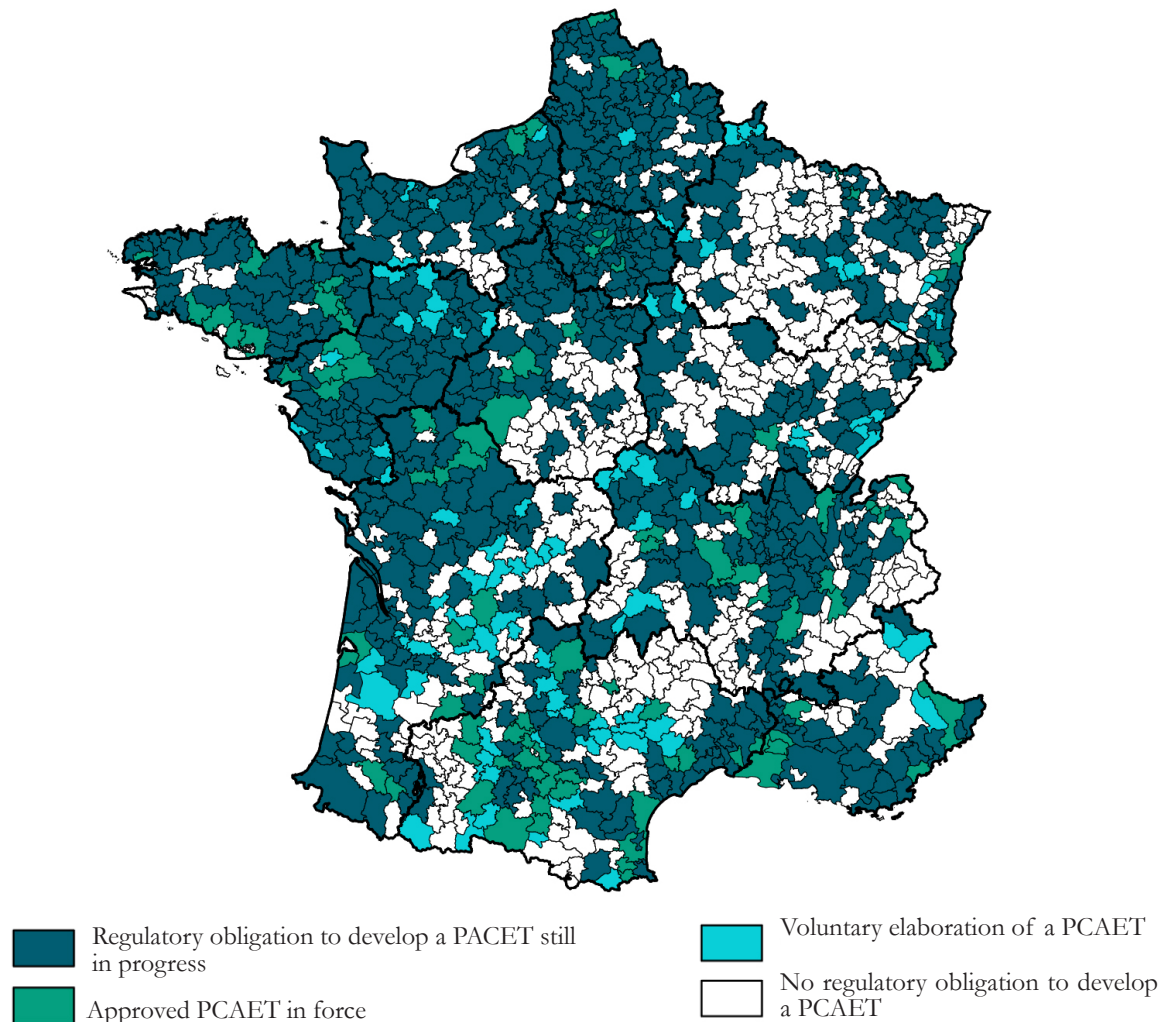 Regulatory obligation to develop a PACET still
in progress
Approved PCAET in force
Voluntary elaboration of a PCAET
No regulatory obligation to develop
a PCAET